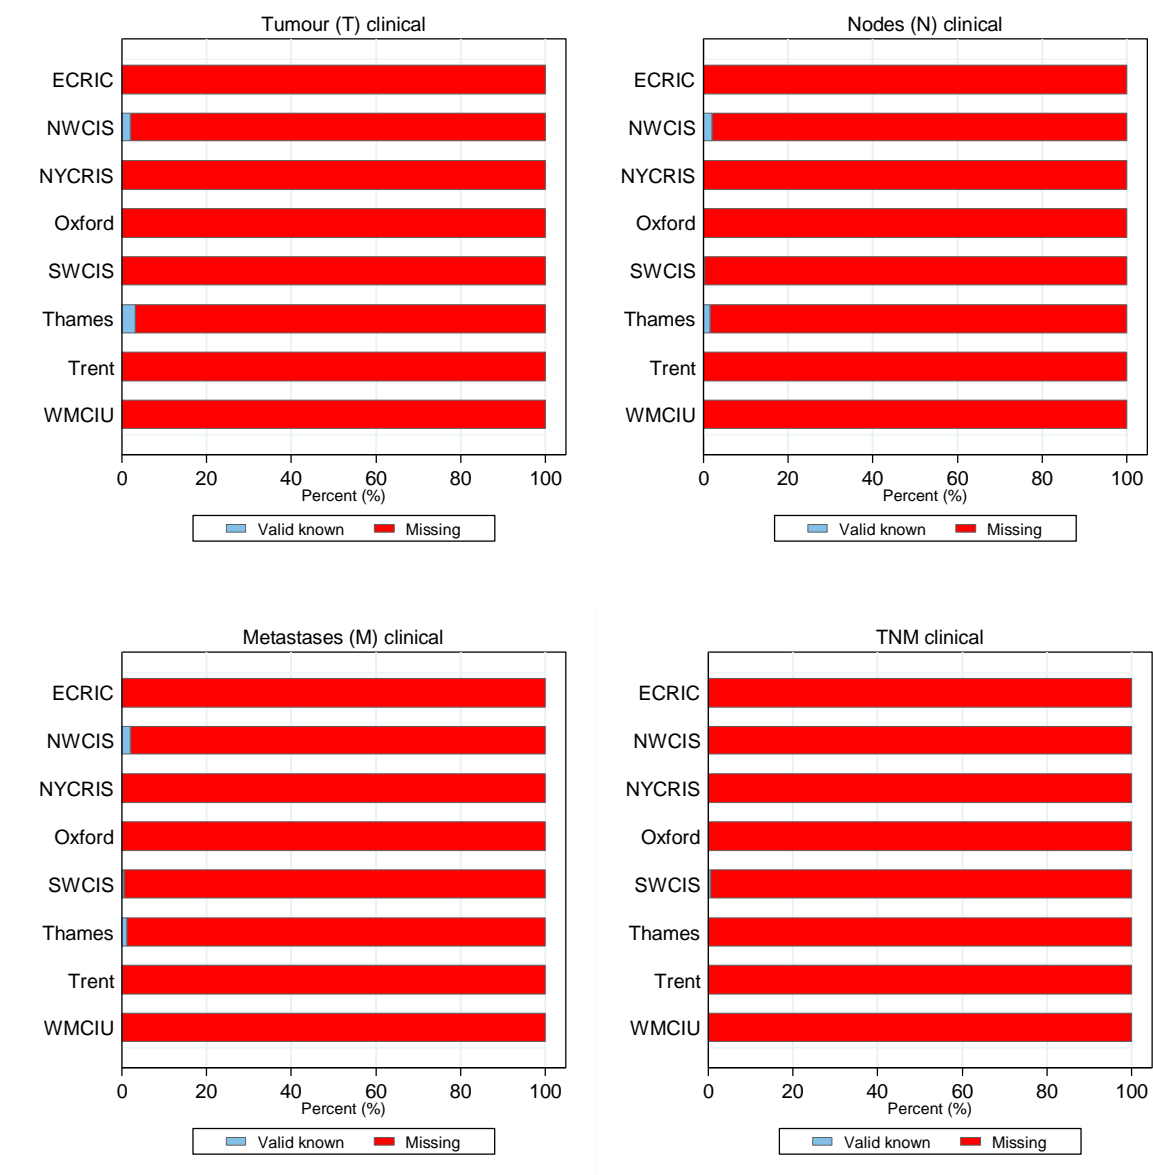 Tumour (T) clinical
ECRIC
NWCIS
NYCRIS
Oxford
SWCIS
Thames
Trent
WMCIU
0 20 40 60 80 100
Percent (%)
Valid known Missing
Nodes (N) clinical
ECRIC
NWCIS
NYCRIS
Oxford
SWCIS
Thames
Trent
WMCIU
0 20 40 60 80 100
Percent (%)
Valid known Missing
Metastases (M) clinical
ECRIC
NWCIS
NYCRIS
Oxford
SWCIS
Thames
Trent
WMCIU
0 20 40 60 80 100
Percent (%)
Valid known Missing
TNM clinical
ECRIC
NWCIS
NYCRIS
Oxford
SWCIS
Thames
Trent
WMCIU
0 20 40 60 80 100
Percent (%)
Valid known Missing